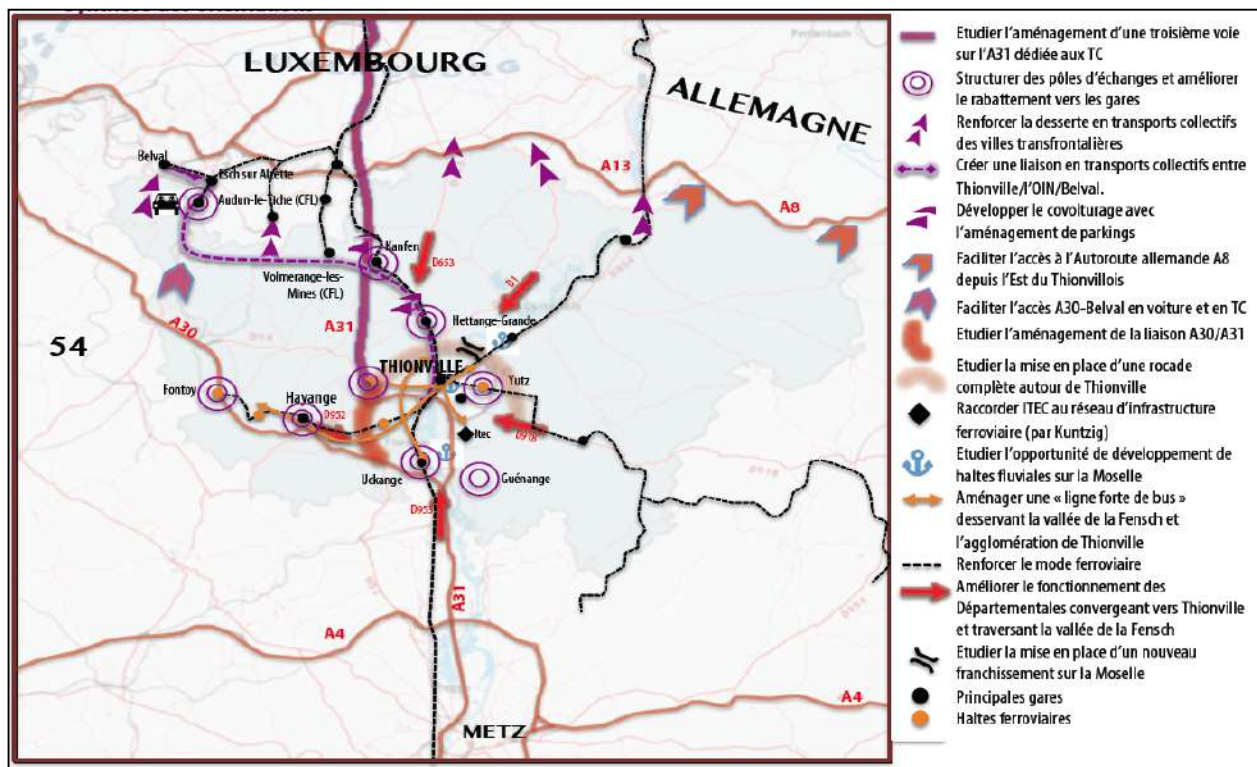 LUXEMBOURG
ALLEMAGNE
Belval
Esch sur Alzette
Audun-le-Tiche (CFL)
A13
A8
Kanfen
D653
Volmerange-les-
Mines (CFL)
D1
A30
A31
Hettange-Grande
54
THIONVILLE
Yutz
Fontoy
Hayange
D952
Itec
D918
Uckange
Guénange
D953
A31
A4
A4
METZ
Etudier l'aménagement d'une troisième voie
sur l'A31 dédiée aux TC
Structurer des pôles d'échanges et améliorer
le rabattement vers les gares
Renforcer la desserte en transports collectifs
des villes transfrontalières
Créer une liaison en transports collectifs entre
Thionville/l'OIN/Belval.
Développer le covoiturage avec
l'aménagement de parkings
Faciliter l'accès à l'Autoroute allemande A8
depuis l'Est du Thionvillois
Faciliter l'accès A30-Belval en voiture et en TC
Etudier l'aménagement de la liaison A30/A31
Etudier la mise en place d'une rocade
complète autour de Thionville
Raccorder ITEC au réseau d'infrastructure
ferroviaire (par Kuntzig)
Etudier l'opportunité de développement de
haltes fluviales sur la Moselle
Aménager une « ligne forte de bus »
desservant la vallée de la Fensch et
l'agglomération de Thionville
Renforcer le mode ferroviaire
Améliorer le fonctionnement des
Départementales convergeant vers Thionville
et traversant la vallée de la Fensch
Etudier la mise en place d'un nouveau
franchissement sur la Moselle
Principales gares
Haltes ferroviaires